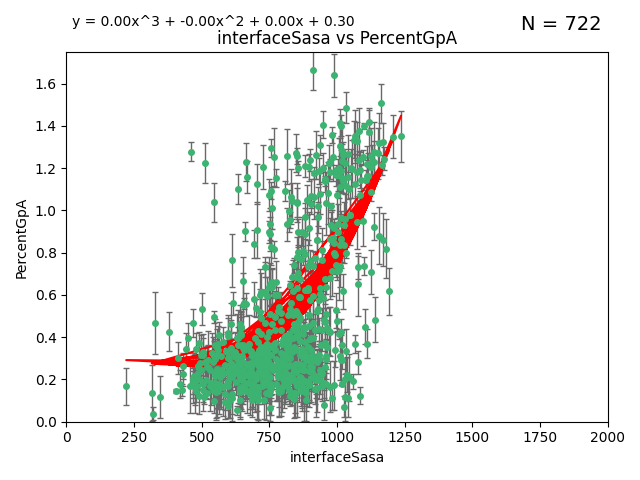 y = 0.00x^3 + -0.00x^2 + 0.00x + 0.30
N = 722
interfaceSasa vs PercentGpA
PercentGpA
1.6
1.4
1.2
1.0
0.8
0.6
0.4
0.2
0.0
0 250 500 750 1000 1250 1500 1750 2000
interfaceSasa